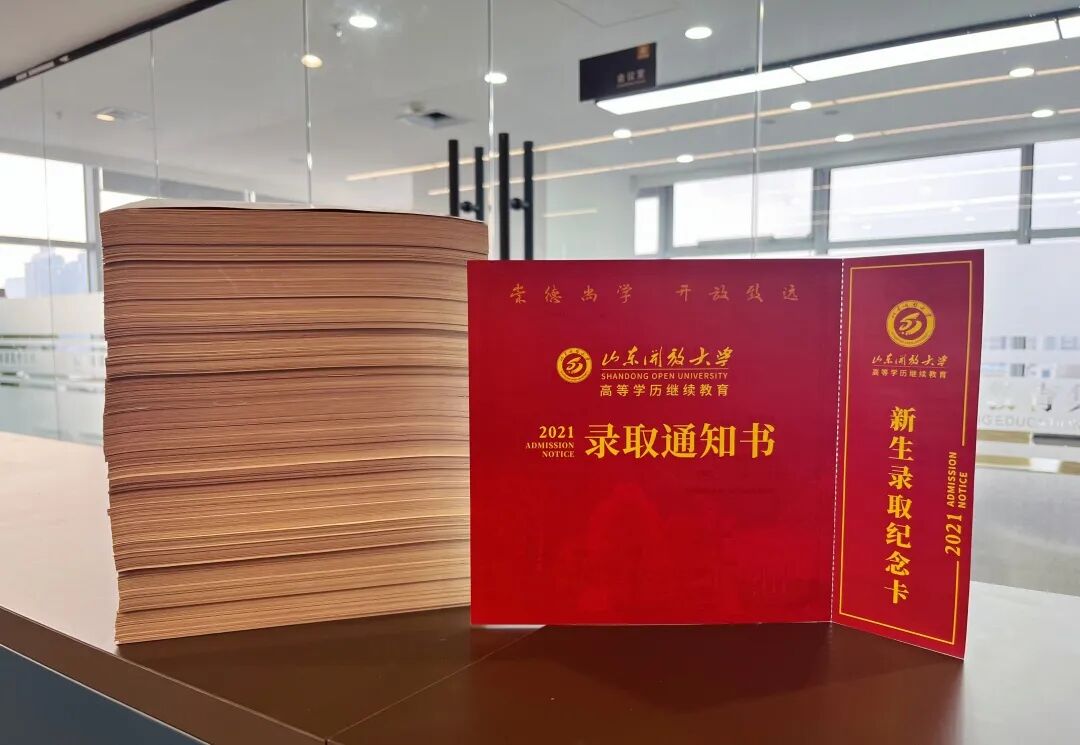 会议室
崇德尚学 开放致远
山东开放大学
SHANDONG OPEN UNIVERSITY
高等学历继续教育
2021
ADMISSION
NOTICE
录取通知书
山东开放大学
高等学历继续教育
新生录取纪念卡
2021 ADMISSION
NOTICE